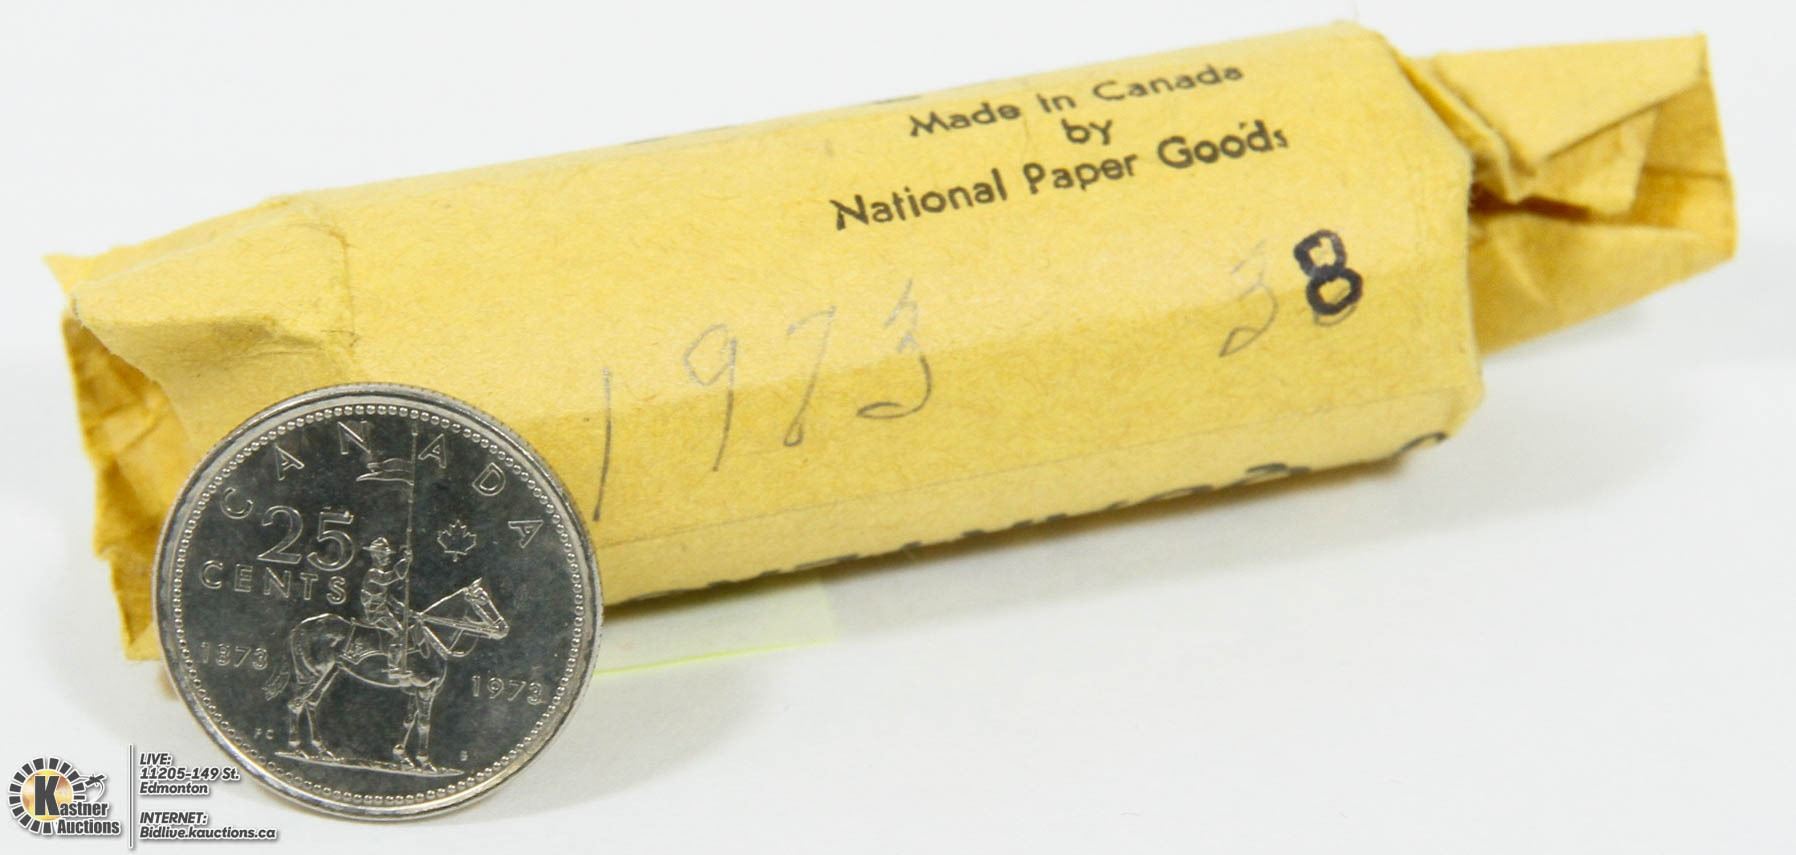 Made in Canada
by
National Paper Goods
1973 38
CANADA
25
CENTS
1873 1973
PC
Kastner
Auctions
LIVE:
11205-149 St.
Edmonton
INTERNET:
Bidlive.kauctions.ca